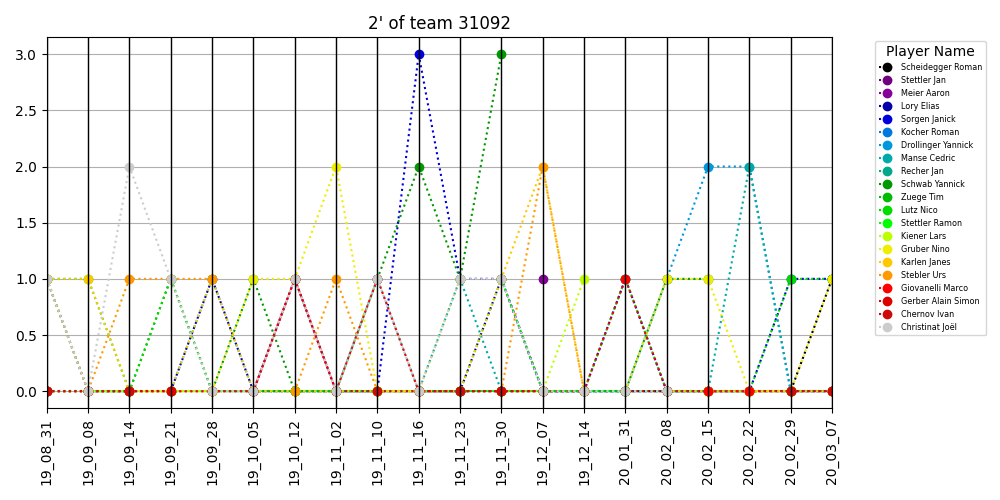 2' of team 31092
3.0
2.5
2.0
1.5
1.0
0.5
0.0
19_08_31
19_09_08
19_09_14
19_09_21
19_09_28
19_10_05
19_10_12
19_11_02
19_11_10
19_11_16
19_11_23
19_11_30
19_12_07
19_12_14
20_01_31
20_02_08
20_02_15
20_02_22
20_02_29
20_03_07
Player Name
Scheidegger Roman
Stettler Jan
Meier Aaron
Lory Elias
Sorgen Janick
Kocher Roman
Drollinger Yannick
Manse Cedric
Recher Jan
Schwab Yannick
Zuege Tim
Lutz Nico
Stettler Ramon
Kiener Lars
Gruber Nino
Karlen Janes
Stebler Urs
Giovanelli Marco
Gerber Alain Simon
Chernov Ivan
Christinat Joël